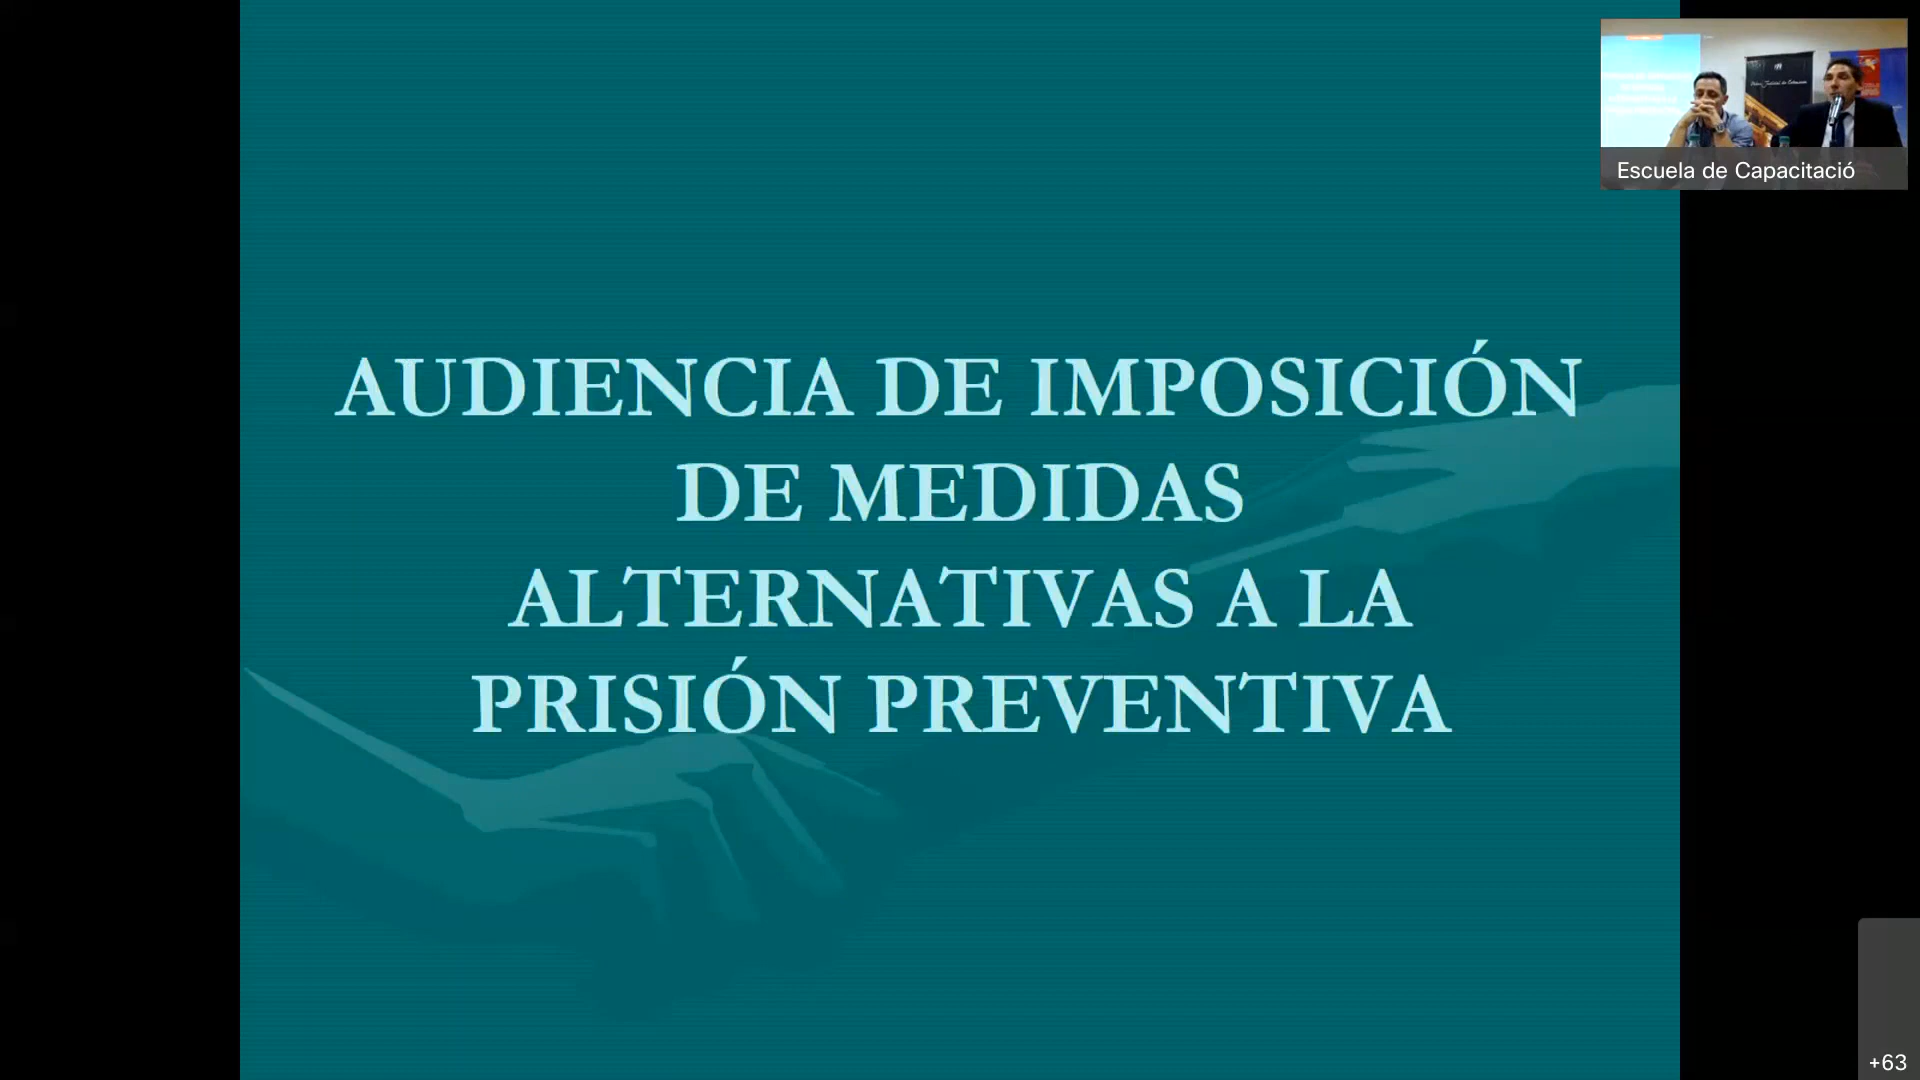 AUDIENCIA DE IMPOSICIÓN
DE MEDIDAS
ALTERNATIVAS A LA
PRISIÓN PREVENTIVA
Escuela de Capacitació
+63